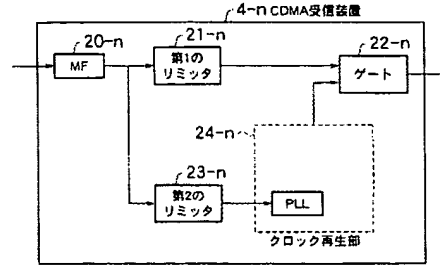 4-n CDMA受信装置
20-n
21-n
22-n
MF
第1の
リミッタ
ゲート
24-n
23-n
第2の
リミッタ
PLL
クロック再生部